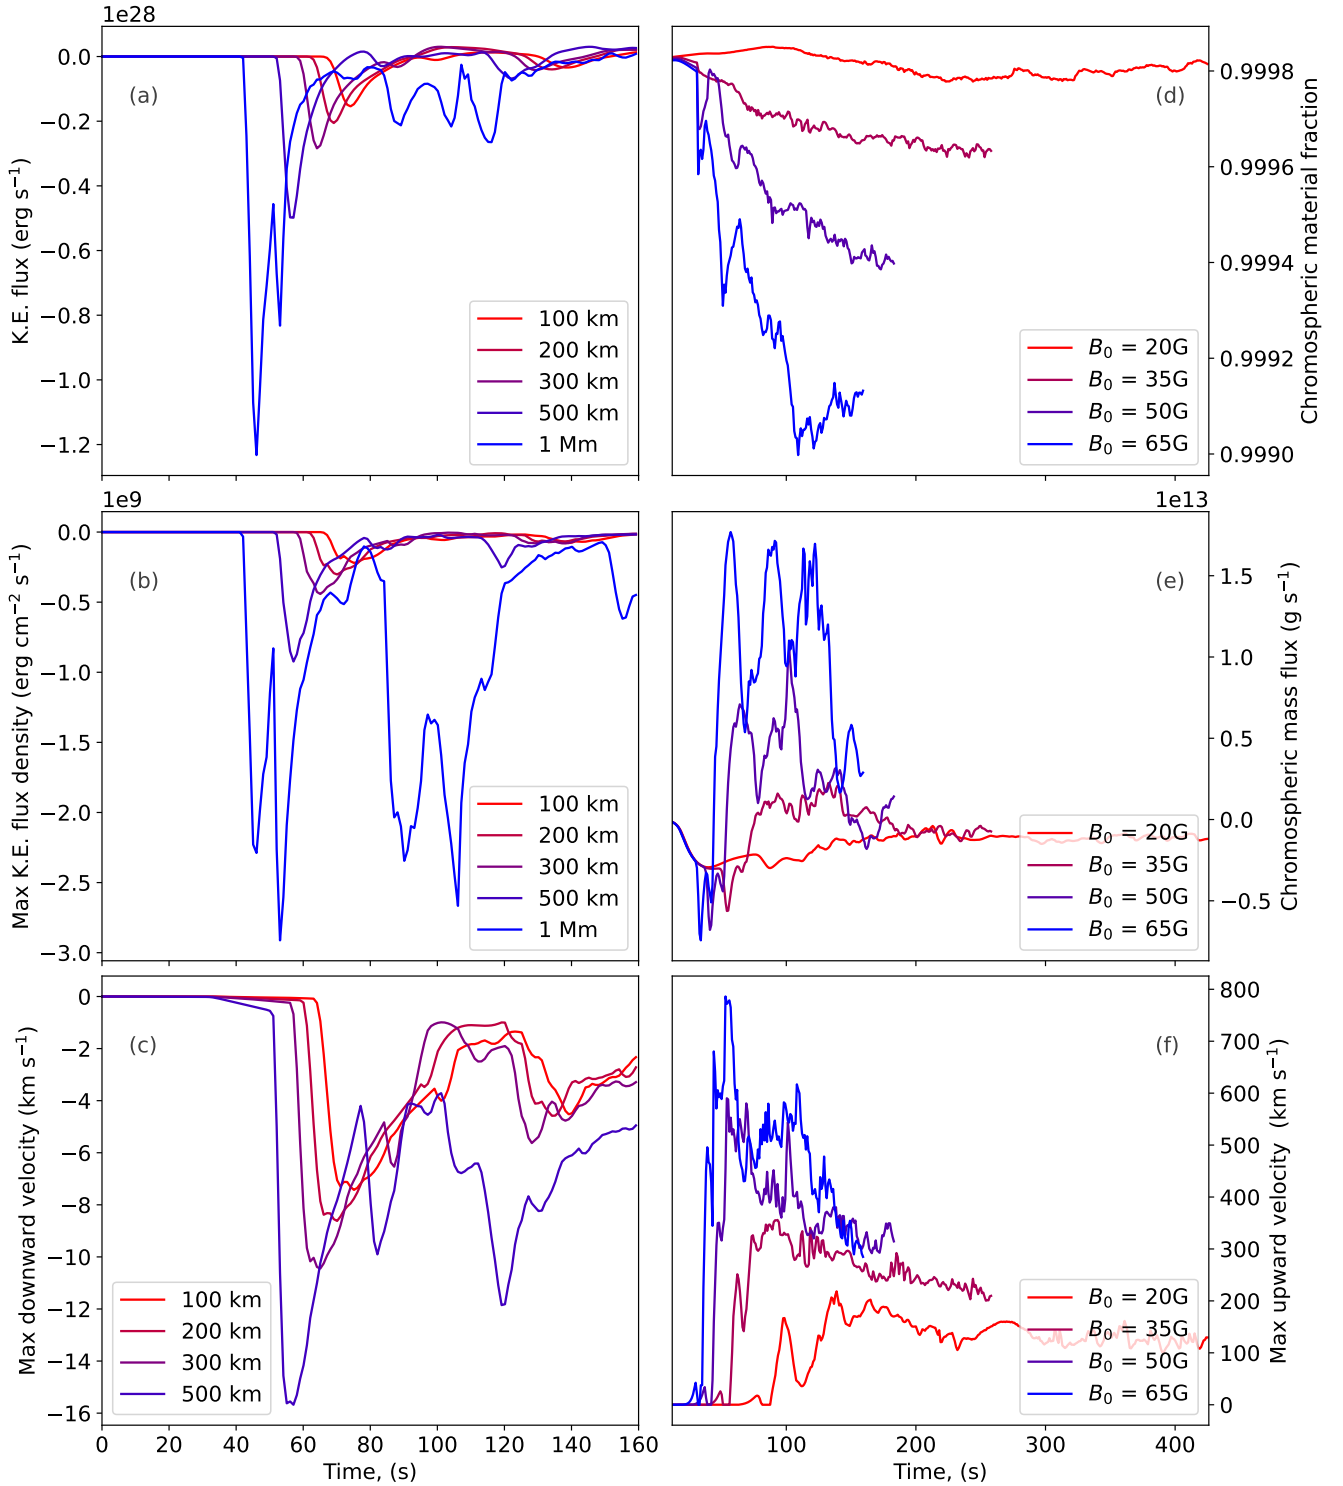 1e28
0.0
−0.2
−0.4
−0.6
−0.8
−1.0
−1.2
K.E. flux (erg s⁻¹)
(a)
100 km
200 km
300 km
500 km
1 Mm
(d)
B₀ = 20G
B₀ = 35G
B₀ = 50G
B₀ = 65G
0.9998
0.9996
0.9994
0.9992
0.9990
Chromospheric material fraction
1e9
0.0
−0.5
−1.0
−1.5
−2.0
−2.5
−3.0
Max K.E. flux density (erg cm⁻² s⁻¹)
(b)
100 km
200 km
300 km
500 km
1 Mm
1e13
(e)
B₀ = 20G
B₀ = 35G
B₀ = 50G
B₀ = 65G
1.5
1.0
0.5
0.0
−0.5
Chromospheric mass flux (g s⁻¹)
0
−2
−4
−6
−8
−10
−12
−14
−16
Max downward velocity (km s⁻¹)
(c)
100 km
200 km
300 km
500 km
0 20 40 60 80 100 120 140 160
Time, (s)
(f)
B₀ = 20G
B₀ = 35G
B₀ = 50G
B₀ = 65G
800
700
600
500
400
300
200
100
0
Max upward velocity (km s⁻¹)
100 200 300 400
Time, (s)